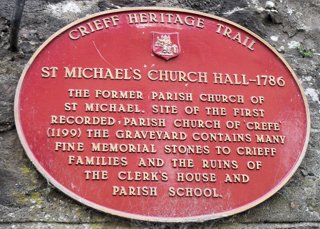 CRIEFF HERITAGE TRAIL
ST MICHAEL'S CHURCH HALL-1786
THE FORMER PARISH CHURCH OF
ST MICHAEL. SITE OF THE FIRST
RECORDED PARISH CHURCH OF CREFE
(1199) THE GRAVEYARD CONTAINS MANY
FINE MEMORIAL STONES TO CRIEFF
FAMILIES AND THE RUINS OF
THE CLERK'S HOUSE AND
PARISH SCHOOL.